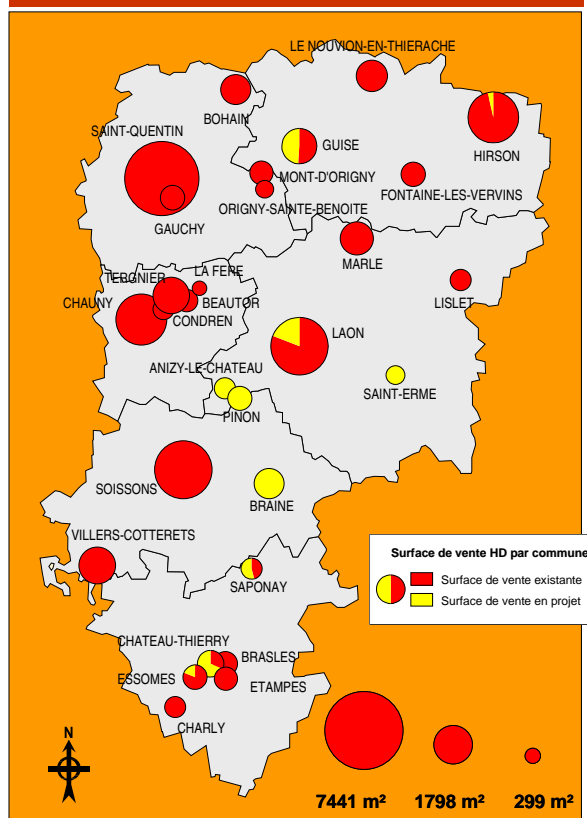 LE NOUVION-EN-THIERACHE
BOHAIN
SAINT-QUENTIN
GUISE
HIRSON
MONT-D'ORIGNY
FONTAINE-LES-VERVINS
ORIGNY-SAINTE-BENOITE
GAUCHY
MARLE
LA FERE
TERGNIER
LISLET
CHAUNY
BEAUTOR
CONDREN
LAON
ANIZY-LE-CHATEAU
SAINT-ERME
PINON
SOISSONS
BRAINE
VILLERS-COTTERETS
Surface de vente HD par commune
Surface de vente existante
Surface de vente en projet
SAPONAY
CHATEAU-THIERRY
BRASLES
ESSOMES
ETAMPES
CHARLY
N
7441 m² 1798 m² 299 m²